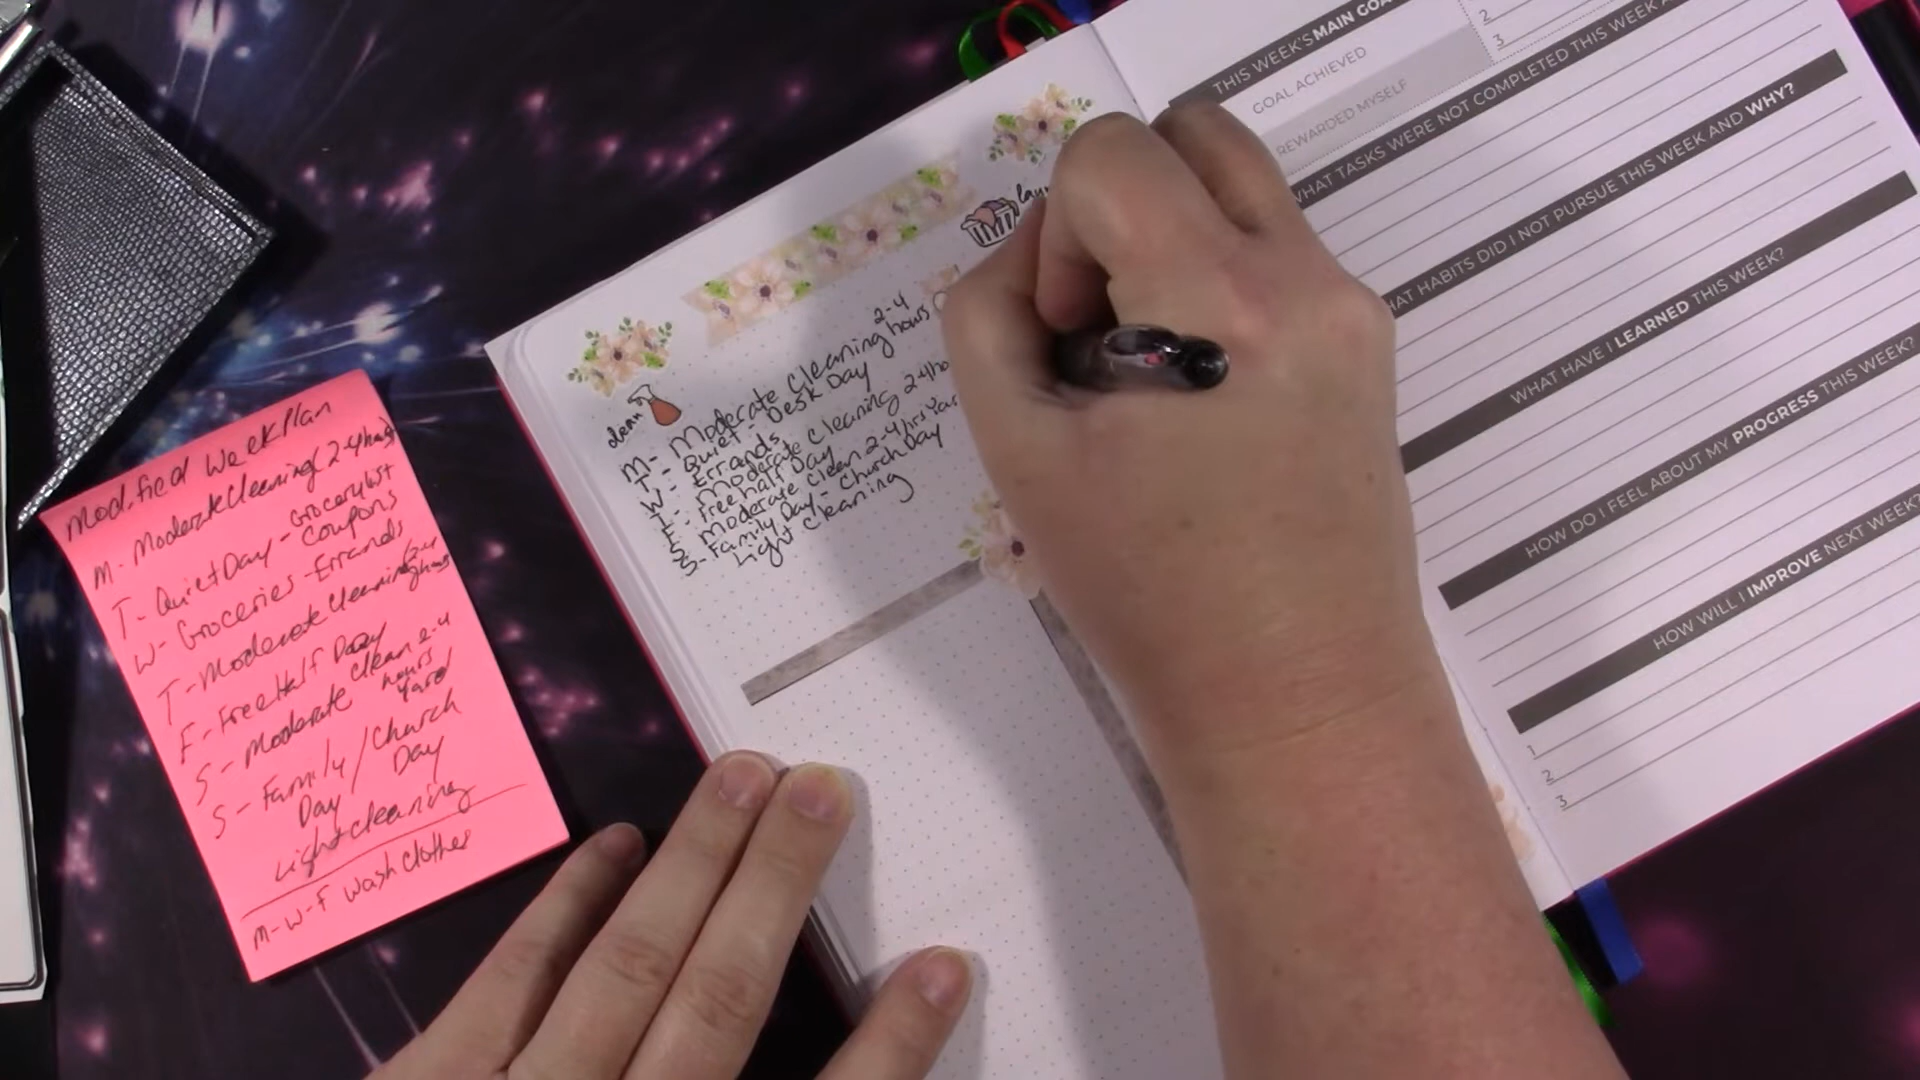 Modified Week Plan
M- Moderate Cleaning (2-4 hours)
T- Quiet Day - Grocery list
Coupons
W- Groceries - Errands
T- Moderate Cleaning (2-4 hours
F- Free Half Day
S- Moderate Clean 2-4
hours
Yard
S- Family / Church
Day Day
Light cleaning
M-W-F Wash clothes
clean
M- Moderate Cleaning 2-4 hours
T- Quiet - Desk Day
W- Errands
T- Moderate Cleaning 2-4
F- Free Half Day
S- Moderate Clean 2-4 hrs
S- Family Day - Church Day
Light Cleaning
THIS WEEK'S MAIN
GOAL ACHIEVED
REWARDED MYSELF
2
3
WHAT TASKS WERE NOT COMPLETED THIS WEEK
HABITS DID I NOT PURSUE THIS WEEK AND WHY?
WHAT HAVE I LEARNED THIS WEEK?
HOW DO I FEEL ABOUT MY PROGRESS THIS WEEK?
HOW WILL I IMPROVE NEXT WEEK?
1
2
3